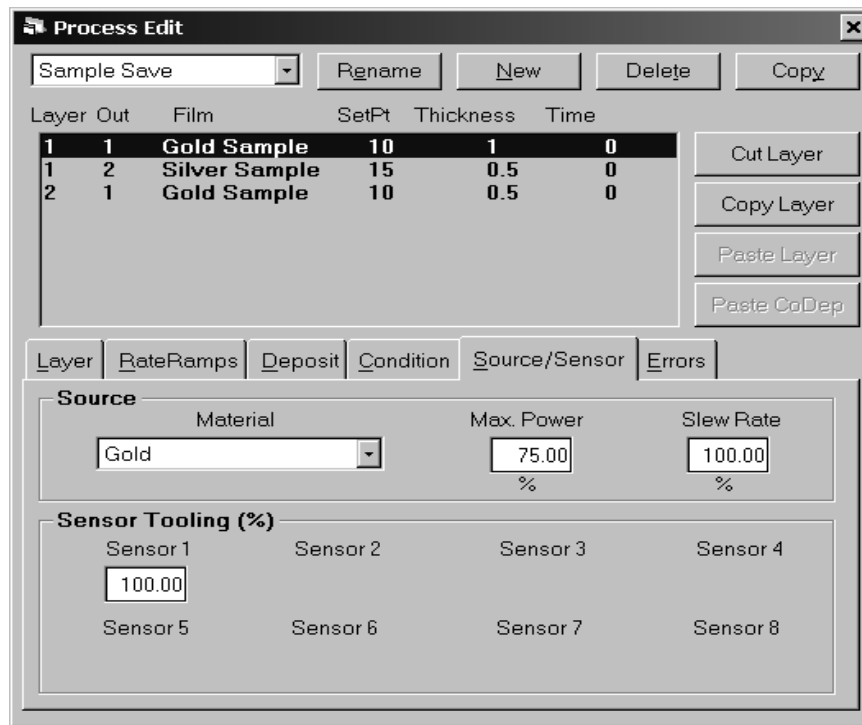 Process Edit
Sample Save Rename New Delete Copy
Layer Out Film SetPt Thickness Time
1 1 Gold Sample 10 1 0
1 2 Silver Sample 15 0.5 0
2 1 Gold Sample 10 0.5 0
Cut Layer
Copy Layer
Paste Layer
Paste CoDep
Layer RateRamps Deposit Condition Source/Sensor Errors
Source
Material Max. Power Slew Rate
Gold 75.00 100.00
% %
Sensor Tooling (%)
Sensor 1 Sensor 2 Sensor 3 Sensor 4
100.00
Sensor 5 Sensor 6 Sensor 7 Sensor 8